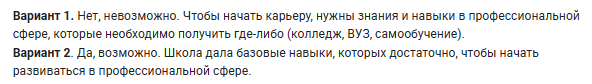 Вариант 1. Нет, невозможно. Чтобы начать карьеру, нужны знания и навыки в профессиональной
сфере, которые необходимо получить где-либо (колледж, ВУЗ, самообучение).
Вариант 2. Да, возможно. Школа дала базовые навыки, которых достаточно, чтобы начать
развиваться в профессиональной сфере.